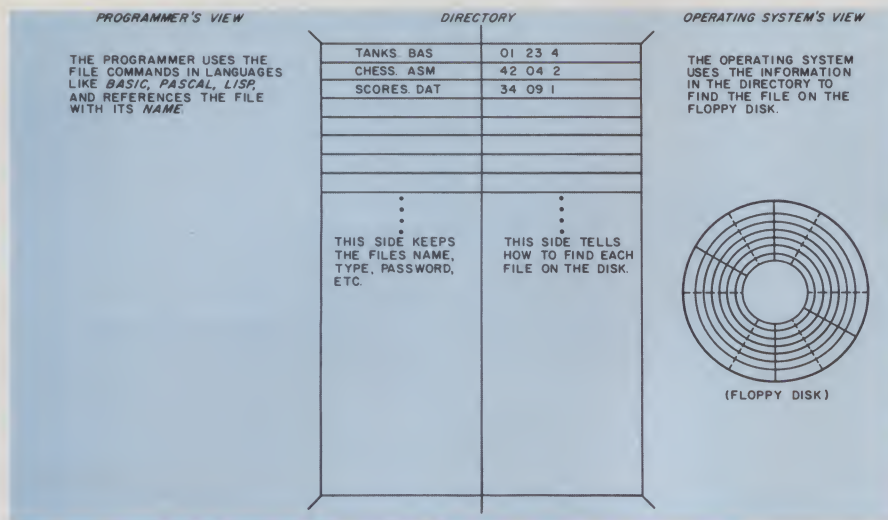 PROGRAMMER'S VIEW
THE PROGRAMMER USES THE
FILE COMMANDS IN LANGUAGES
LIKE BASIC, PASCAL, LISP,
AND REFERENCES THE FILE
WITH ITS NAME.
DIRECTORY
TANKS. BAS 01 23 4
CHESS. ASM 42 04 2
SCORES. DAT 34 09 1
THIS SIDE KEEPS
THE FILES NAME,
TYPE, PASSWORD,
ETC.
THIS SIDE TELLS
HOW TO FIND EACH
FILE ON THE DISK.
OPERATING SYSTEM'S VIEW
THE OPERATING SYSTEM
USES THE INFORMATION
IN THE DIRECTORY TO
FIND THE FILE ON THE
FLOPPY DISK.
(FLOPPY DISK)